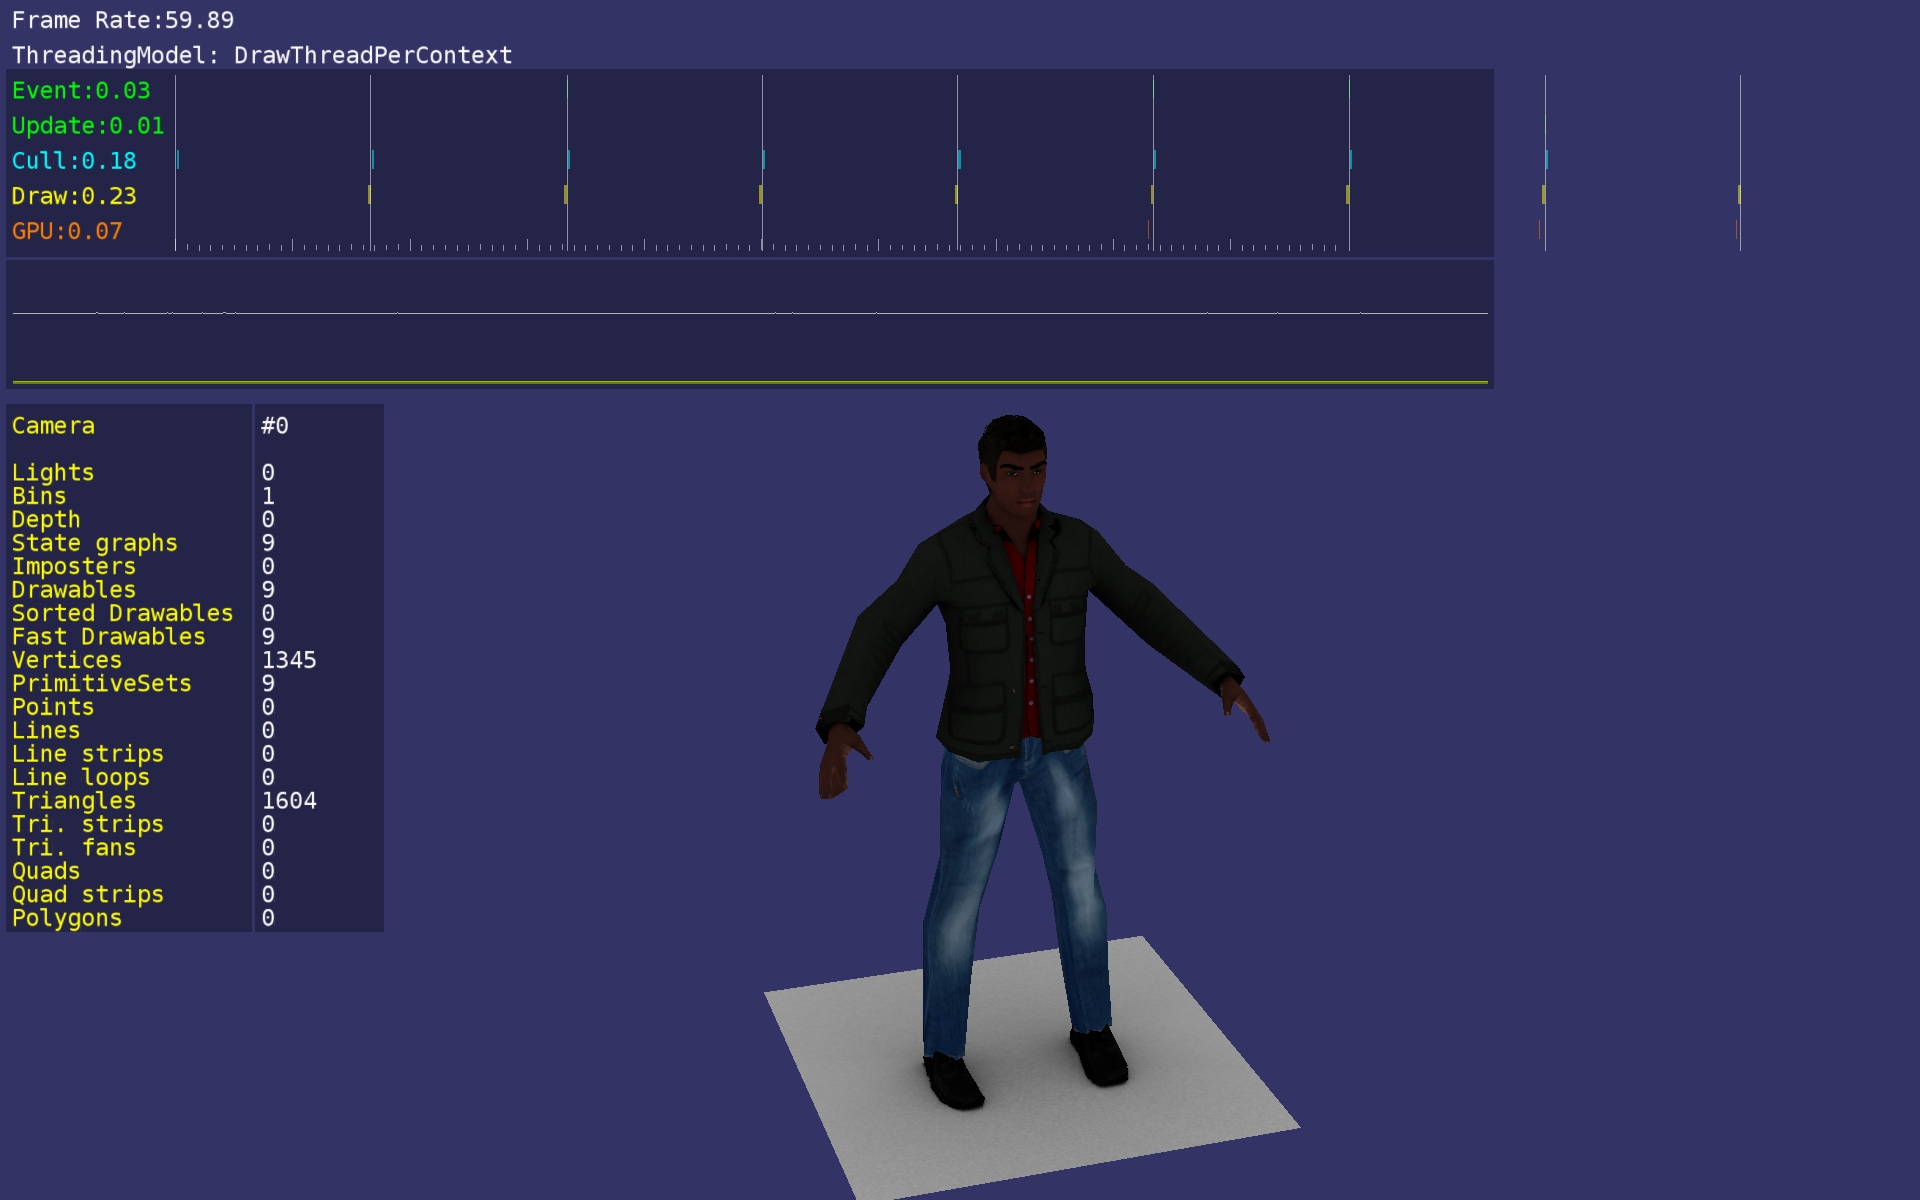 Frame Rate:59.89
ThreadingModel: DrawThreadPerContext
Event:0.03
Update:0.01
Cull:0.18
Draw:0.23
GPU:0.07
Camera #0
Lights 0
Bins 1
Depth 0
State graphs 9
Imposters 0
Drawables 9
Sorted Drawables 0
Fast Drawables 9
Vertices 1345
PrimitiveSets 9
Points 0
Lines 0
Line strips 0
Line loops 0
Triangles 1604
Tri. strips 0
Tri. fans 0
Quads 0
Quad strips 0
Polygons 0